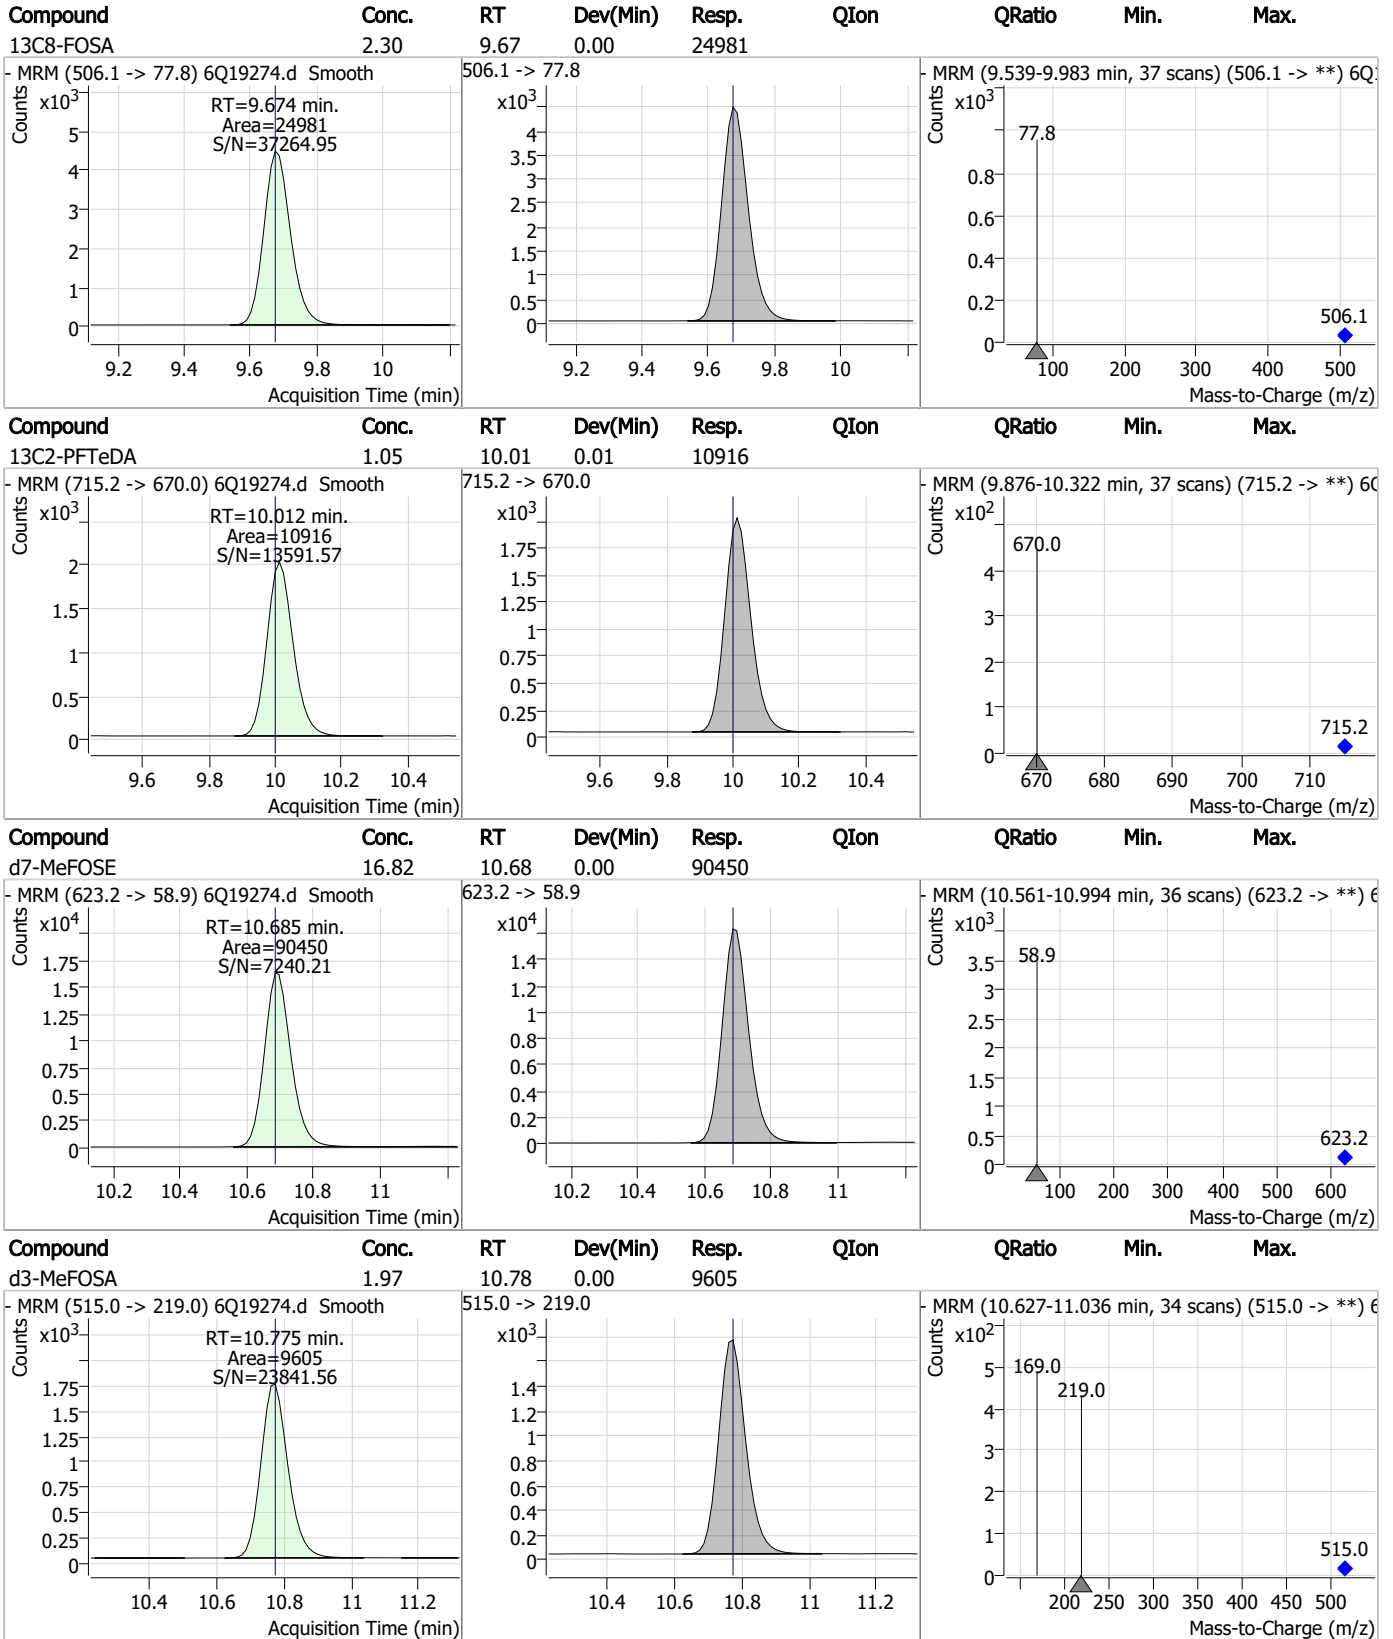 Compound Conc. RT Dev(Min) Resp. QIon QRatio Min. Max.
13C8-FOSA 2.30 9.67 0.00 24981
- MRM (506.1 -> 77.8) 6Q19274.d Smooth 506.1 -> 77.8 - MRM (9.539-9.983 min, 37 scans) (506.1 -> **) 6Q1
Counts x10³ 5 4 3 2 1 0
RT=9.674 min.
Area=24981
S/N=37264.95
9.2 9.4 9.6 9.8 10
Acquisition Time (min)
x10³ 4 3.5 3 2.5 2 1.5 1 0.5 0
9.2 9.4 9.6 9.8 10
Counts x10³ 0.8 0.6 0.4 0.2 0
77.8
506.1
100 200 300 400 500
Mass-to-Charge (m/z)
Compound Conc. RT Dev(Min) Resp. QIon QRatio Min. Max.
13C2-PFTeDA 1.05 10.01 0.01 10916
- MRM (715.2 -> 670.0) 6Q19274.d Smooth 715.2 -> 670.0 - MRM (9.876-10.322 min, 37 scans) (715.2 -> **) 6Q
Counts x10³ 2 1.5 1 0.5 0
RT=10.012 min.
Area=10916
S/N=13591.57
9.6 9.8 10 10.2 10.4
Acquisition Time (min)
x10³ 1.75 1.5 1.25 1 0.75 0.5 0.25 0
9.6 9.8 10 10.2 10.4
Counts x10² 4 3 2 1 0
670.0
715.2
670 680 690 700 710
Mass-to-Charge (m/z)
Compound Conc. RT Dev(Min) Resp. QIon QRatio Min. Max.
d7-MeFOSE 16.82 10.68 0.00 90450
- MRM (623.2 -> 58.9) 6Q19274.d Smooth 623.2 -> 58.9 - MRM (10.561-10.994 min, 36 scans) (623.2 -> **) 6
Counts x10⁴ 1.75 1.5 1.25 1 0.75 0.5 0.25 0
RT=10.685 min.
Area=90450
S/N=7240.21
10.2 10.4 10.6 10.8 11
Acquisition Time (min)
x10⁴ 1.4 1.2 1 0.8 0.6 0.4 0.2 0
10.2 10.4 10.6 10.8 11
Counts x10³ 3.5 3 2.5 2 1.5 1 0.5 0
58.9
623.2
100 200 300 400 500 600
Mass-to-Charge (m/z)
Compound Conc. RT Dev(Min) Resp. QIon QRatio Min. Max.
d3-MeFOSA 1.97 10.78 0.00 9605
- MRM (515.0 -> 219.0) 6Q19274.d Smooth 515.0 -> 219.0 - MRM (10.627-11.036 min, 34 scans) (515.0 -> **) 6
Counts x10³ 1.75 1.5 1.25 1 0.75 0.5 0.25 0
RT=10.775 min.
Area=9605
S/N=23841.56
10.4 10.6 10.8 11 11.2
Acquisition Time (min)
x10³ 1.4 1.2 1 0.8 0.6 0.4 0.2 0
10.4 10.6 10.8 11 11.2
Counts x10² 5 4 3 2 1 0
169.0
219.0
515.0
200 250 300 350 400 450 500
Mass-to-Charge (m/z)